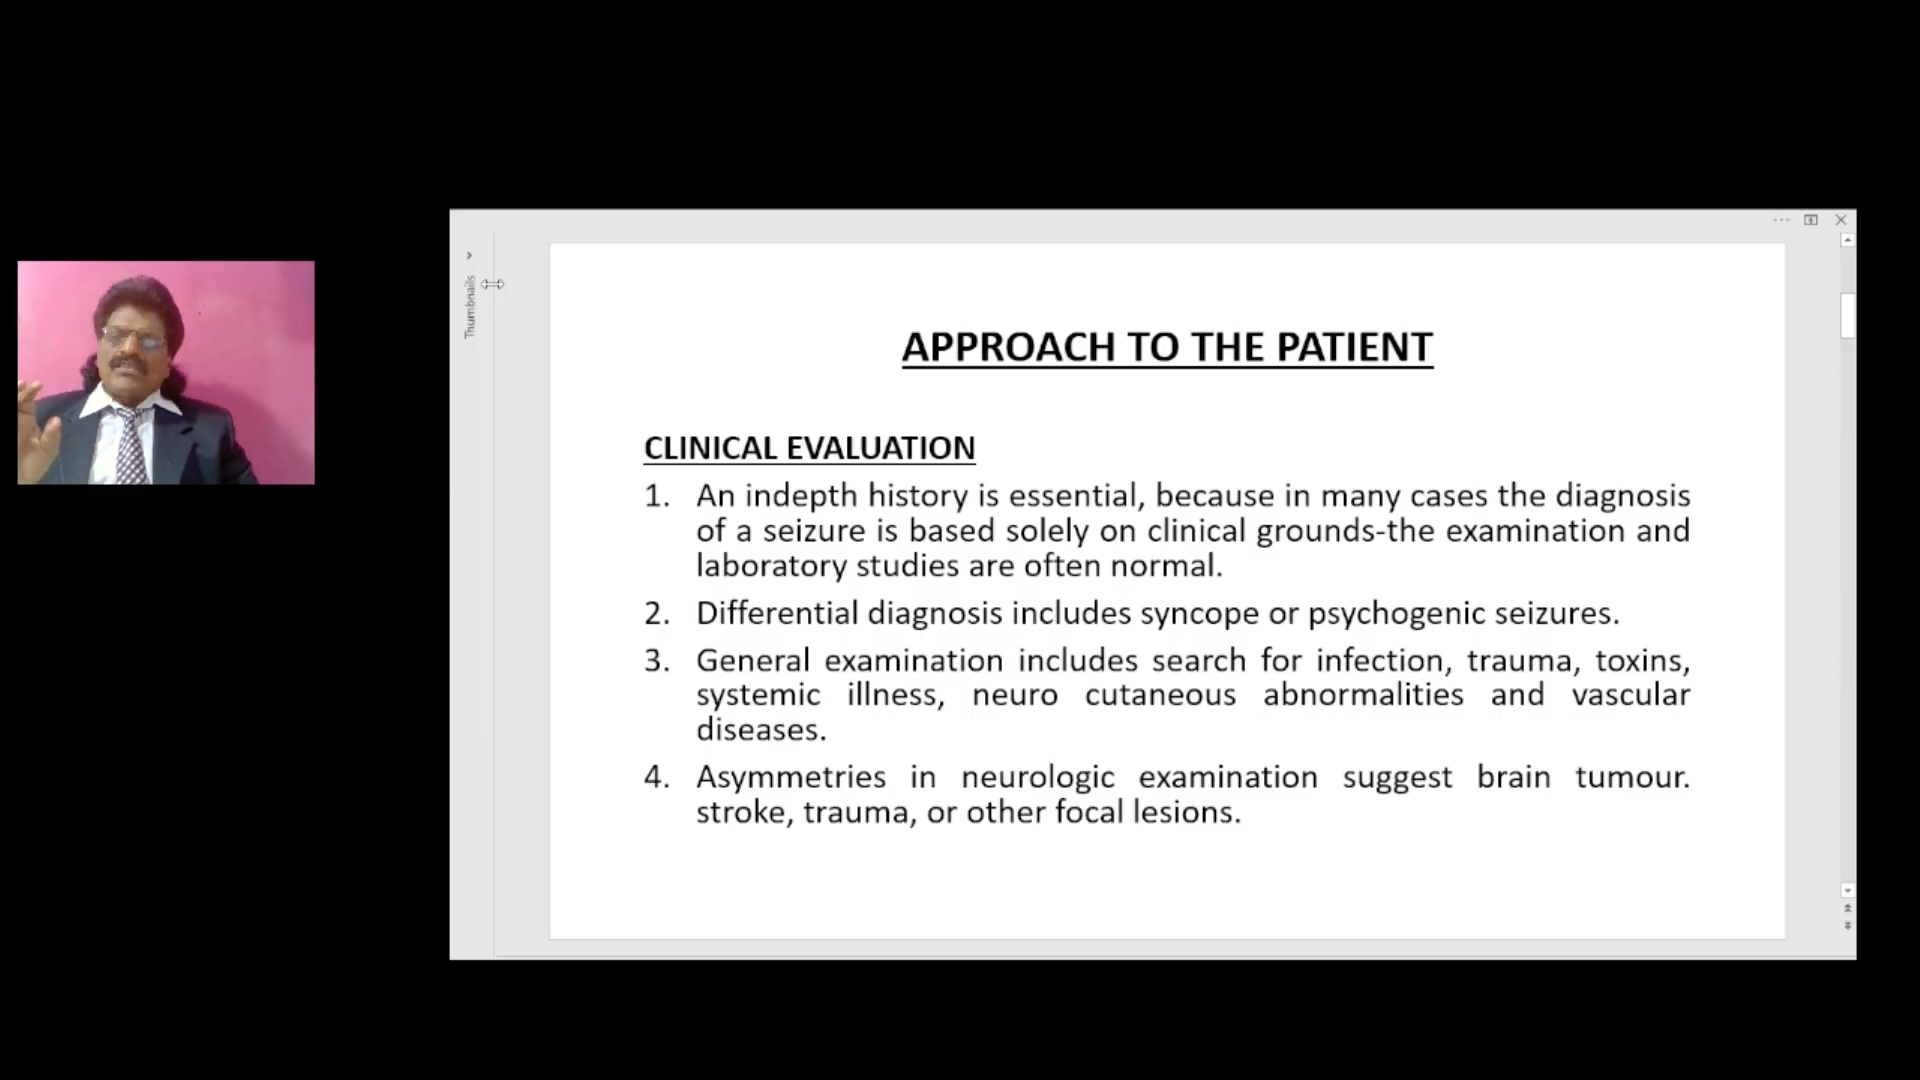 Thumbnails
APPROACH TO THE PATIENT
CLINICAL EVALUATION
1. An indepth history is essential, because in many cases the diagnosis
of a seizure is based solely on clinical grounds-the examination and
laboratory studies are often normal.
2. Differential diagnosis includes syncope or psychogenic seizures.
3. General examination includes search for infection, trauma, toxins,
systemic illness, neuro cutaneous abnormalities and vascular
diseases.
4. Asymmetries in neurologic examination suggest brain tumour.
stroke, trauma, or other focal lesions.